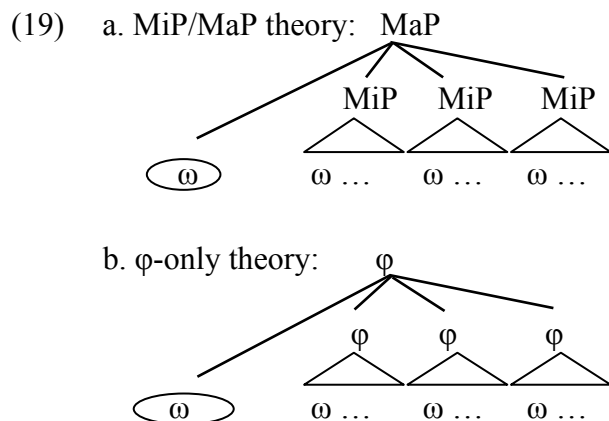 (19) a. MiP/MaP theory: MaP
MiP MiP MiP
ω ω … ω … ω …
b. φ-only theory: φ
φ φ φ
ω ω … ω … ω …